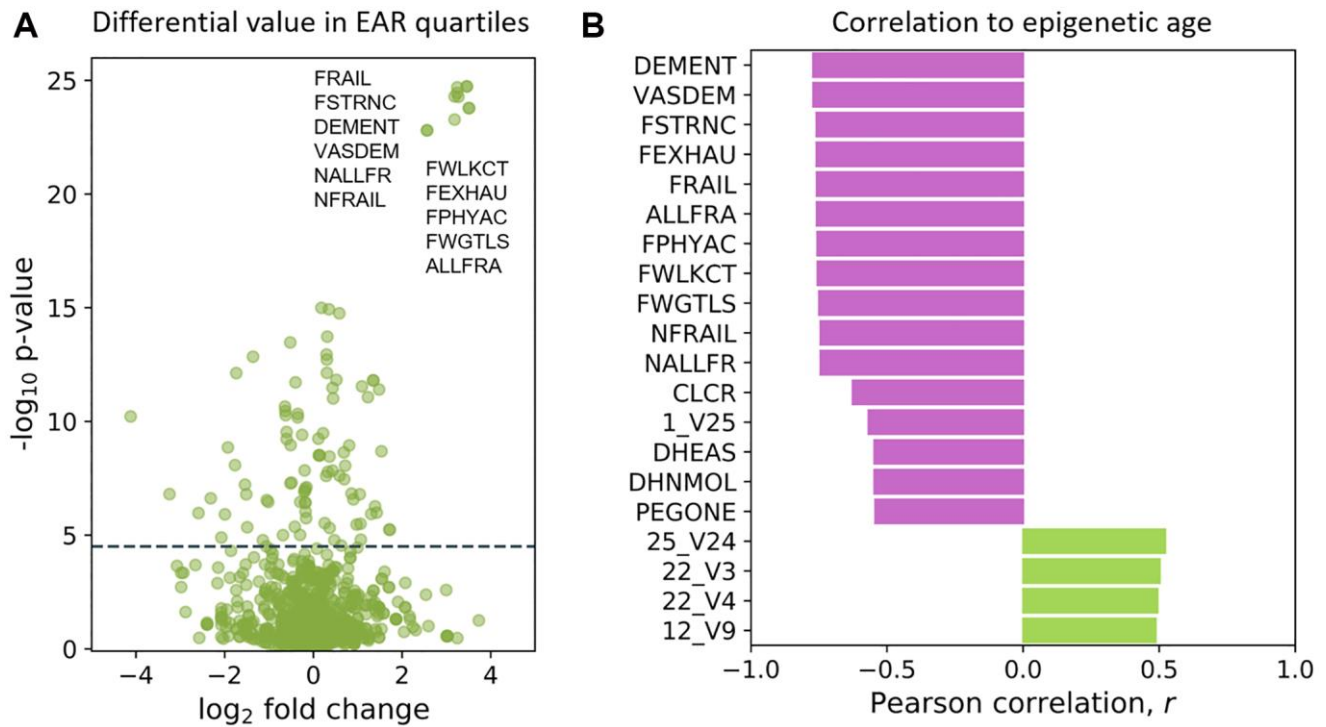 A Differential value in EAR quartiles
25
20
15
10
5
0
-log₁₀ p-value
FRAIL
FSTRNC
DEMENT
VASDEM
NALLFR
NFRAIL
FWLKCT
FEXHAU
FPHYAC
FWGTLS
ALLFRA
−4 −2 0 2 4
log₂ fold change
B Correlation to epigenetic age
DEMENT
VASDEM
FSTRNC
FEXHAU
FRAIL
ALLFRA
FPHYAC
FWLKCT
FWGTLS
NFRAIL
NALLFR
CLCR
1_V25
DHEAS
DHNMOL
PEGONE
25_V24
22_V3
22_V4
12_V9
−1.0 −0.5 0.0 0.5 1.0
Pearson correlation, r